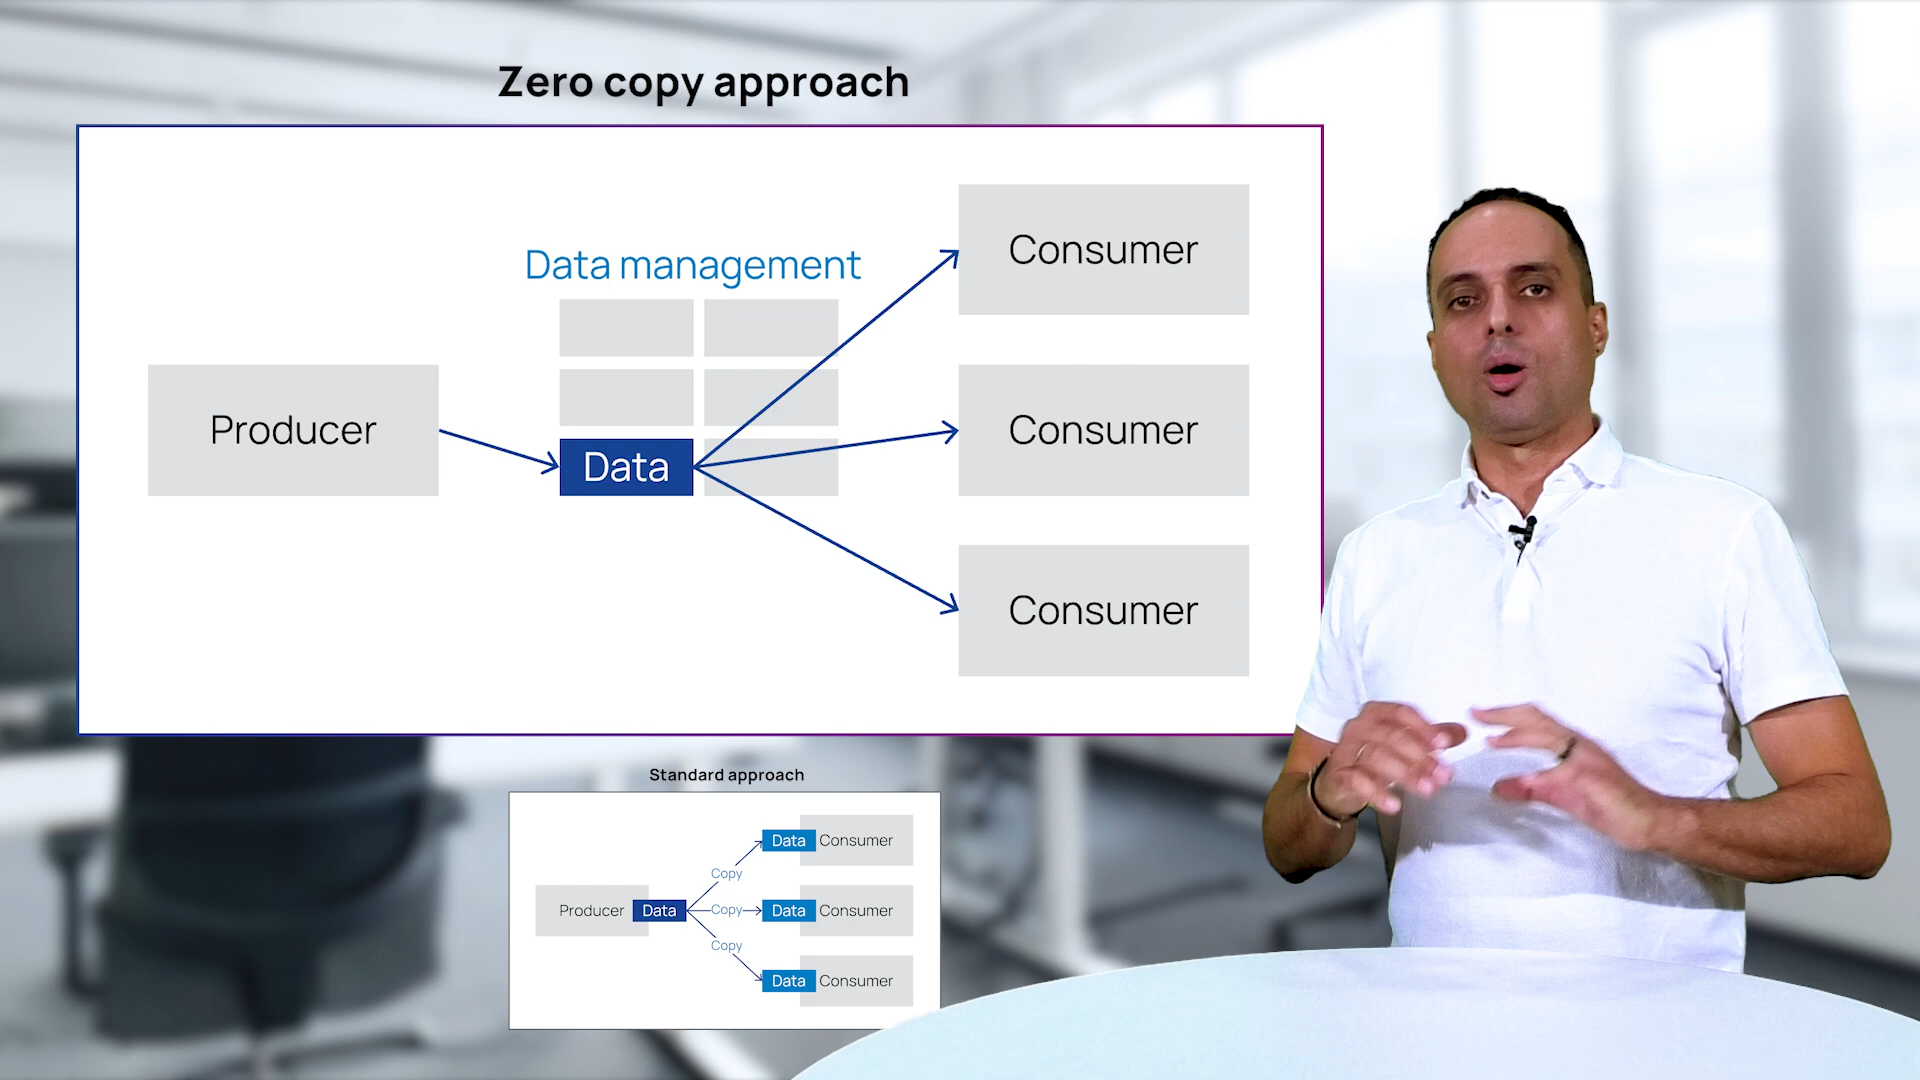 Zero copy approach
Data management
Producer
Data
Consumer
Consumer
Consumer
Standard approach
Producer
Data
Copy
Copy
Copy
Data
Consumer
Data
Consumer
Data
Consumer